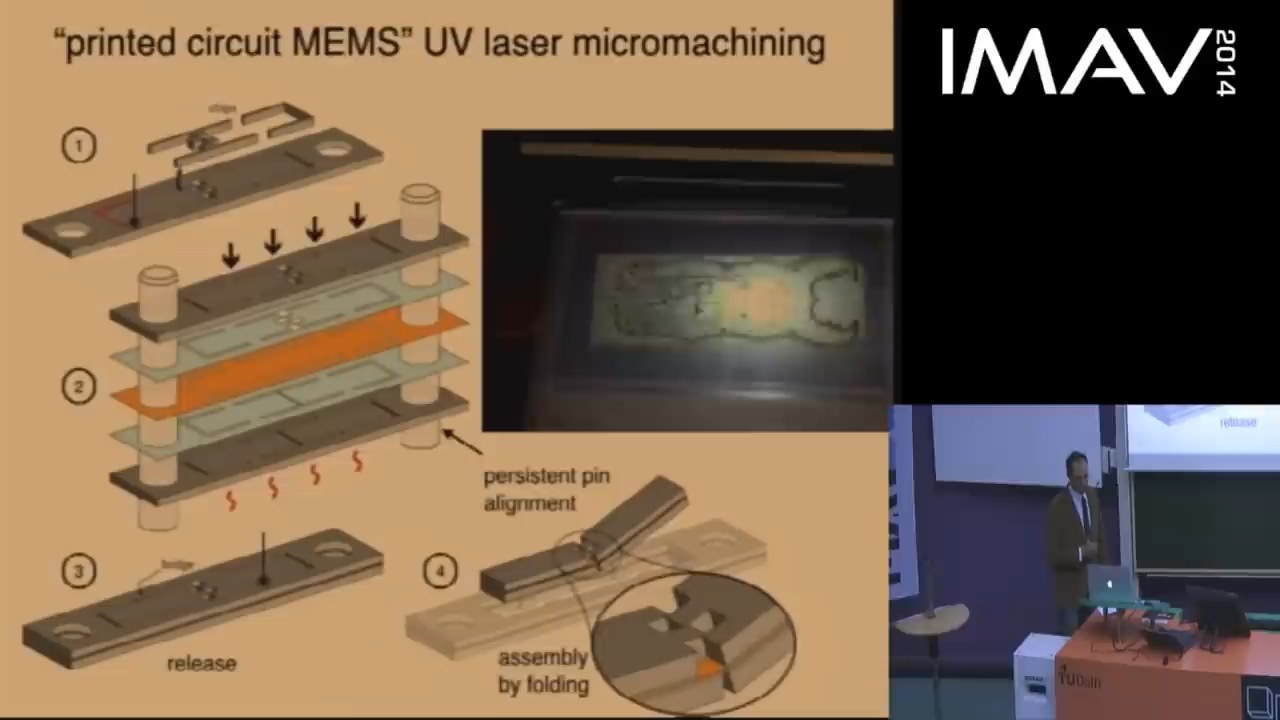 "printed circuit MEMS" UV laser micromachining
IMAV 2014
1
2
persistent pin
alignment
3
release
4
assembly
by folding
release
TUDelft